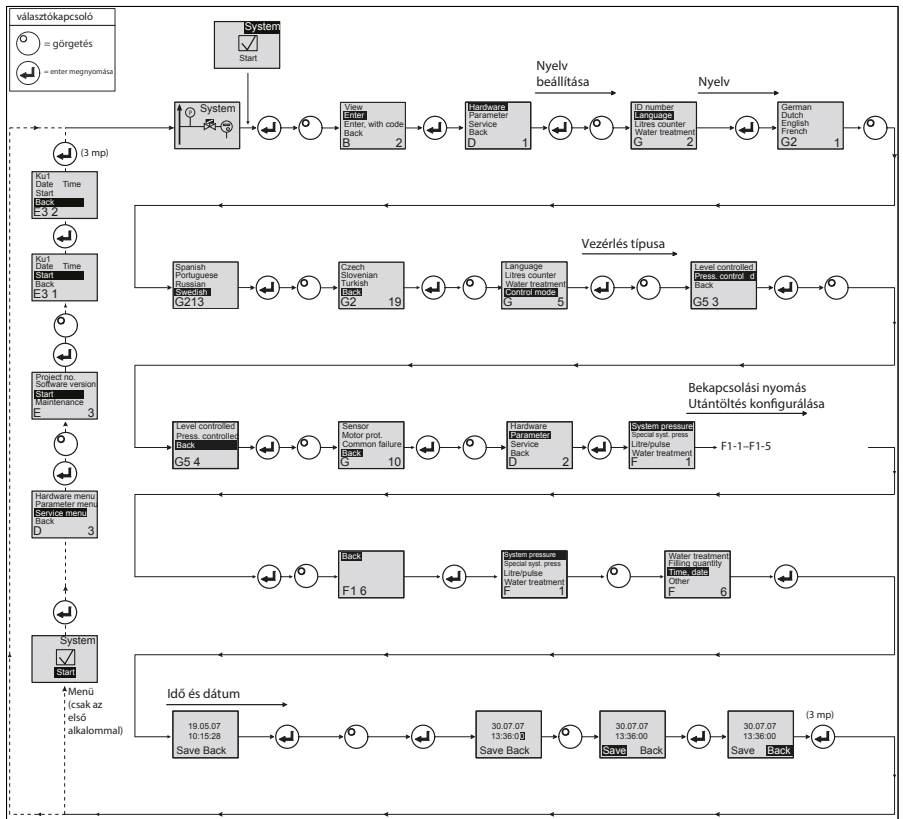 választókapcsoló
= görgetés
= enter megnyomása
System
Start
Nyelv
beállítása
Nyelv
System
P
View
Enter
Enter, with code
Back
B 2
Hardware
Parameter
Service
Back
D 1
ID number
Language
Litres counter
Water treatment
G 2
German
Dutch
English
French
G2 1
(3 mp)
Ku1
Date Time
Start
Back
E3 2
Ku1
Date Time
Start
Back
E3 1
Vezérlés típusa
Spanish
Portuguese
Russian
Swedish
G213
Czech
Slovenian
Turkish
Back
G2 19
Language
Litres counter
Water treatment
Control mode
G 5
Level controlled
Press. control d
Back
G5 3
Project no.
Software version
Start
Maintenance
E 3
Bekapcsolási nyomás
Utántöltés konfigurálása
Level controlled
Press. controlled
Back
G5 4
Sensor
Motor prot.
Common failure
Back
G 10
Hardware
Parameter
Service
Back
D 2
System pressure
Special syst. press
Litre/pulse
Water treatment
F 1
F1-1–F1-5
Hardware menu
Parameter menu
Service menu
Back
D 3
Back
F1 6
System pressure
Special syst. press
Litre/pulse
Water treatment
F 1
Water treatment
Filling quantity
Time, date
Other
F 6
System
Start
Menü
(csak az
első
alkalommal)
Idő és dátum
19.05.07
10:15:28
Save Back
30.07.07
13:36:00
Save Back
30.07.07
13:36:00
Save Back
30.07.07
13:36:00
Save Back
(3 mp)